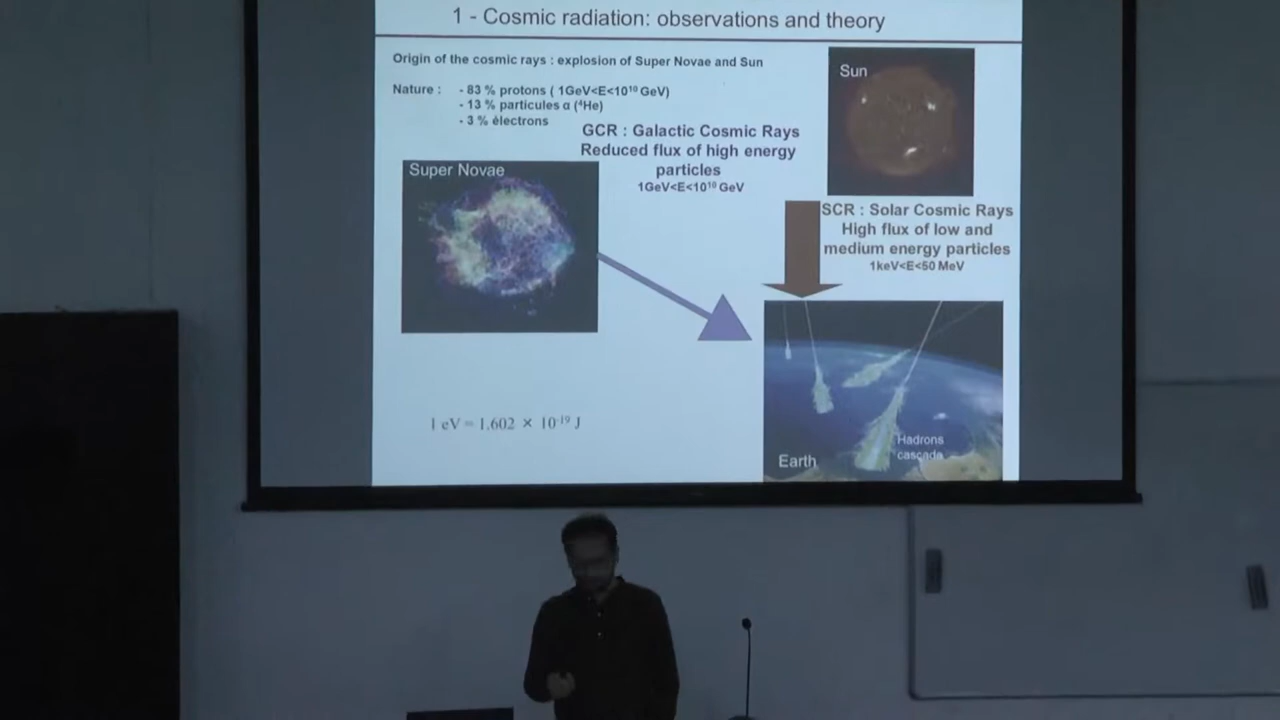 1 - Cosmic radiation: observations and theory
Origin of the cosmic rays : explosion of Super Novae and Sun
Nature : - 83 % protons ( 1GeV<E<10¹⁰ GeV)
- 13 % particules α (⁴He)
- 3 % électrons
GCR : Galactic Cosmic Rays
Reduced flux of high energy
particles
1GeV<E<10¹⁰ GeV
Super Novae
Sun
SCR : Solar Cosmic Rays
High flux of low and
medium energy particles
1keV<E<50 MeV
1 eV = 1.602 × 10⁻¹⁹ J
Hadrons
cascada
Earth